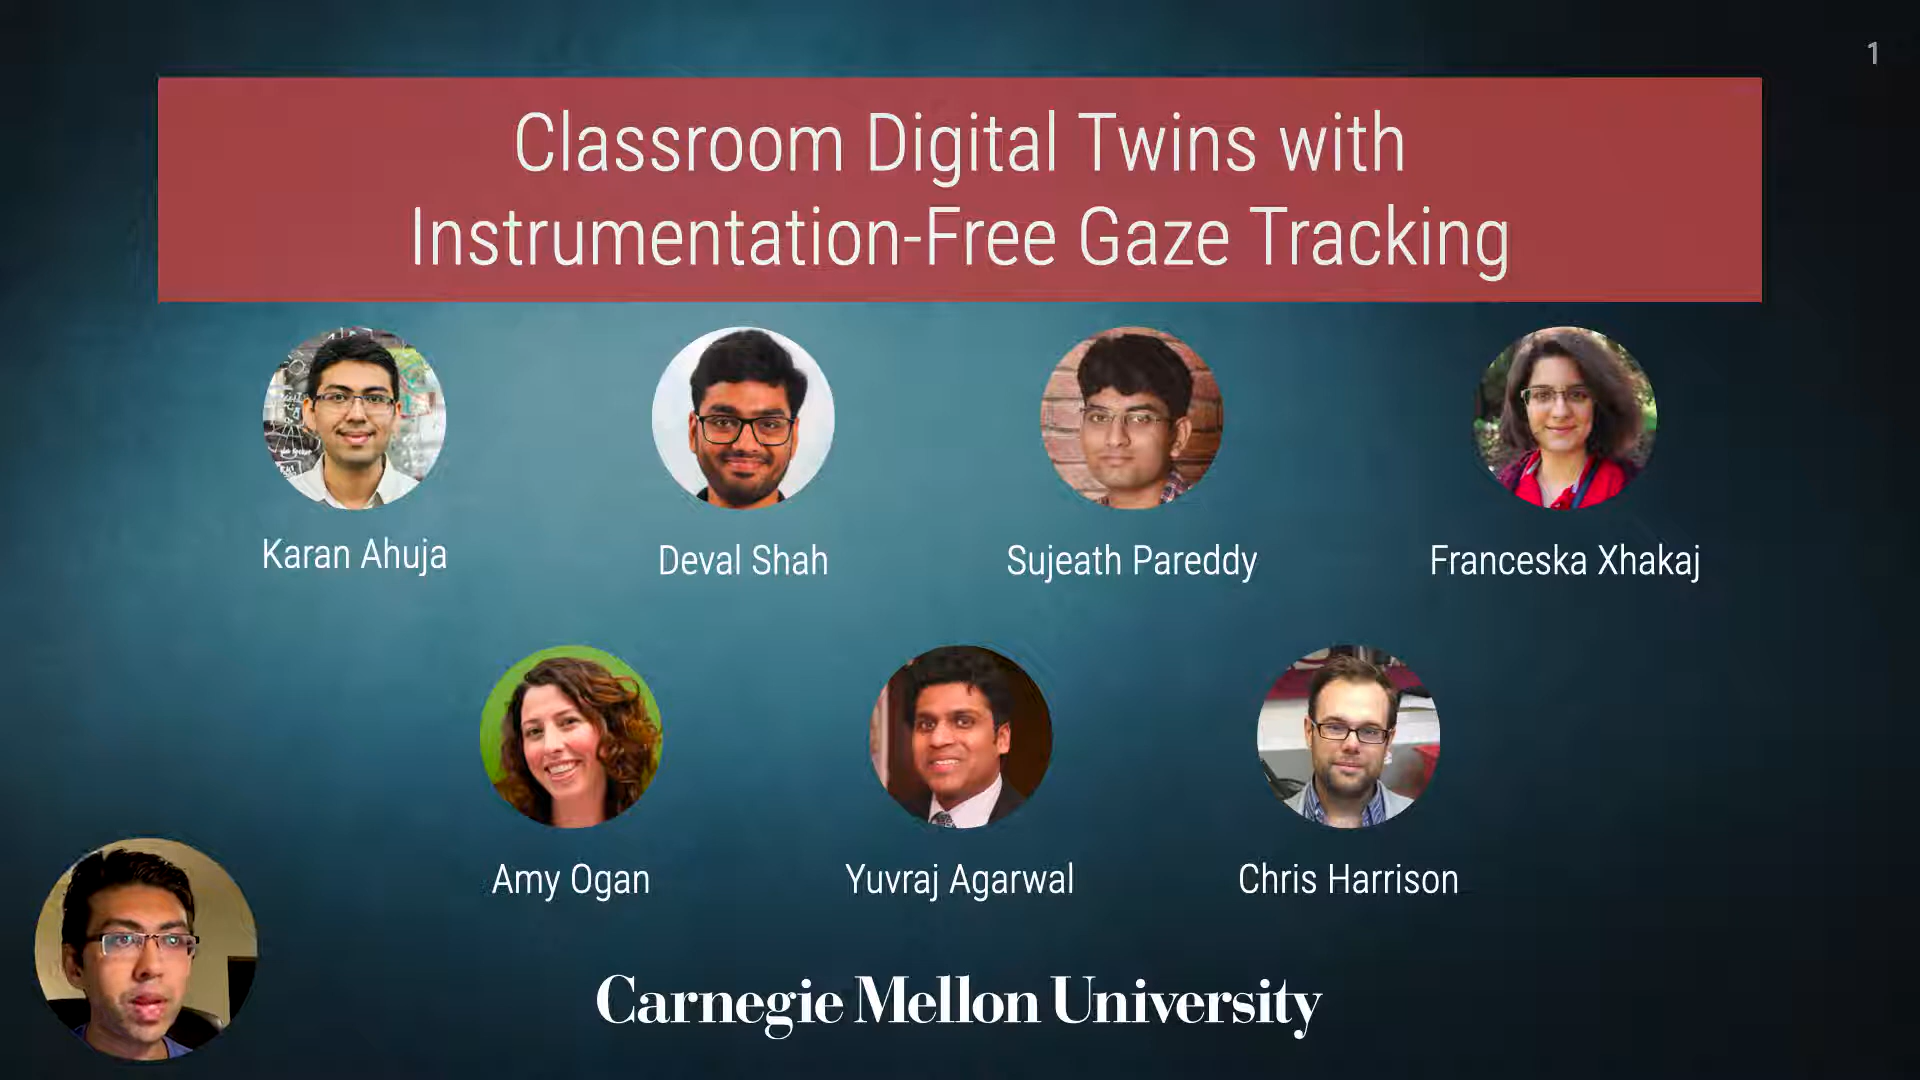 1
Classroom Digital Twins with
Instrumentation-Free Gaze Tracking
Karan Ahuja
Deval Shah
Sujeath Pareddy
Franceska Xhakaj
Amy Ogan
Yuvraj Agarwal
Chris Harrison
Carnegie Mellon University